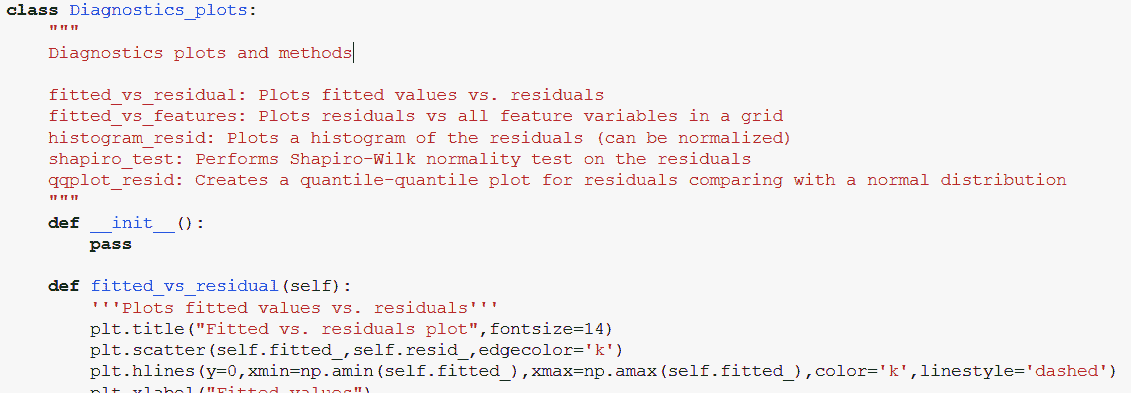 class Diagnostics_plots:
"""
Diagnostics plots and methods
fitted_vs_residual: Plots fitted values vs. residuals
fitted_vs_features: Plots residuals vs all feature variables in a grid
histogram_resid: Plots a histogram of the residuals (can be normalized)
shapiro_test: Performs Shapiro-Wilk normality test on the residuals
qqplot_resid: Creates a quantile-quantile plot for residuals comparing with a normal distribution
"""
def __init__():
pass
def fitted_vs_residual(self):
'''Plots fitted values vs. residuals'''
plt.title("Fitted vs. residuals plot",fontsize=14)
plt.scatter(self.fitted_,self.resid_,edgecolor='k')
plt.hlines(y=0,xmin=np.amin(self.fitted_),xmax=np.amax(self.fitted_),color='k',linestyle='dashed')
plt.xlabel("Fitted values")